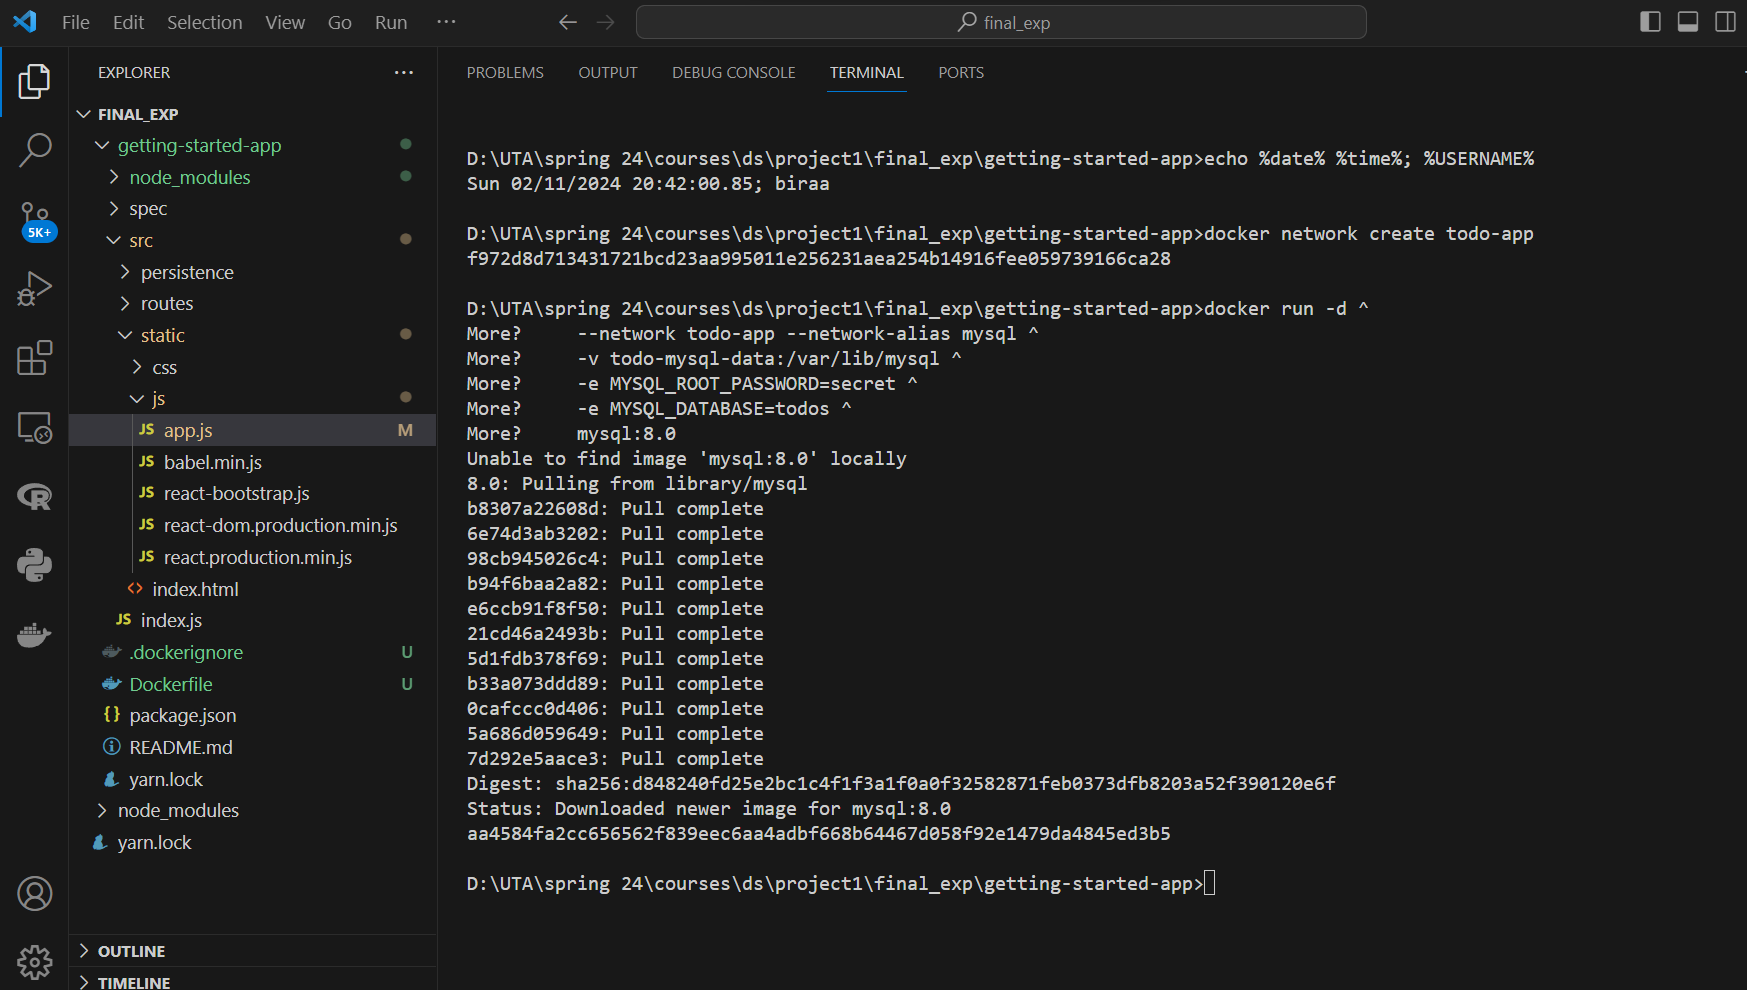 File Edit Selection View Go Run ··· final_exp
EXPLORER ···
FINAL_EXP
getting-started-app
node_modules
spec
src
persistence
routes
static
css
js
JS app.js M
JS babel.min.js
JS react-bootstrap.js
JS react-dom.production.min.js
JS react.production.min.js
<> index.html
JS index.js
.dockerignore U
Dockerfile U
{} package.json
README.md
yarn.lock
node_modules
yarn.lock
OUTLINE
TIMELINE
5K+
PROBLEMS OUTPUT DEBUG CONSOLE TERMINAL PORTS
D:\UTA\spring 24\courses\ds\project1\final_exp\getting-started-app>echo %date% %time%; %USERNAME%
Sun 02/11/2024 20:42:00.85; biraa
D:\UTA\spring 24\courses\ds\project1\final_exp\getting-started-app>docker network create todo-app
f972d8d713431721bcd23aa995011e256231aea254b14916fee059739166ca28
D:\UTA\spring 24\courses\ds\project1\final_exp\getting-started-app>docker run -d ^
More?     --network todo-app --network-alias mysql ^
More?     -v todo-mysql-data:/var/lib/mysql ^
More?     -e MYSQL_ROOT_PASSWORD=secret ^
More?     -e MYSQL_DATABASE=todos ^
More?     mysql:8.0
Unable to find image 'mysql:8.0' locally
8.0: Pulling from library/mysql
b8307a22608d: Pull complete
6e74d3ab3202: Pull complete
98cb945026c4: Pull complete
b94f6baa2a82: Pull complete
e6ccb91f8f50: Pull complete
21cd46a2493b: Pull complete
5d1fdb378f69: Pull complete
b33a073ddd89: Pull complete
0cafccc0d406: Pull complete
5a686d059649: Pull complete
7d292e5aace3: Pull complete
Digest: sha256:d848240fd25e2bc1c4f1f3a1f0a0f32582871feb0373dfb8203a52f390120e6f
Status: Downloaded newer image for mysql:8.0
aa4584fa2cc656562f839eec6aa4adbf668b64467d058f92e1479da4845ed3b5
D:\UTA\spring 24\courses\ds\project1\final_exp\getting-started-app>